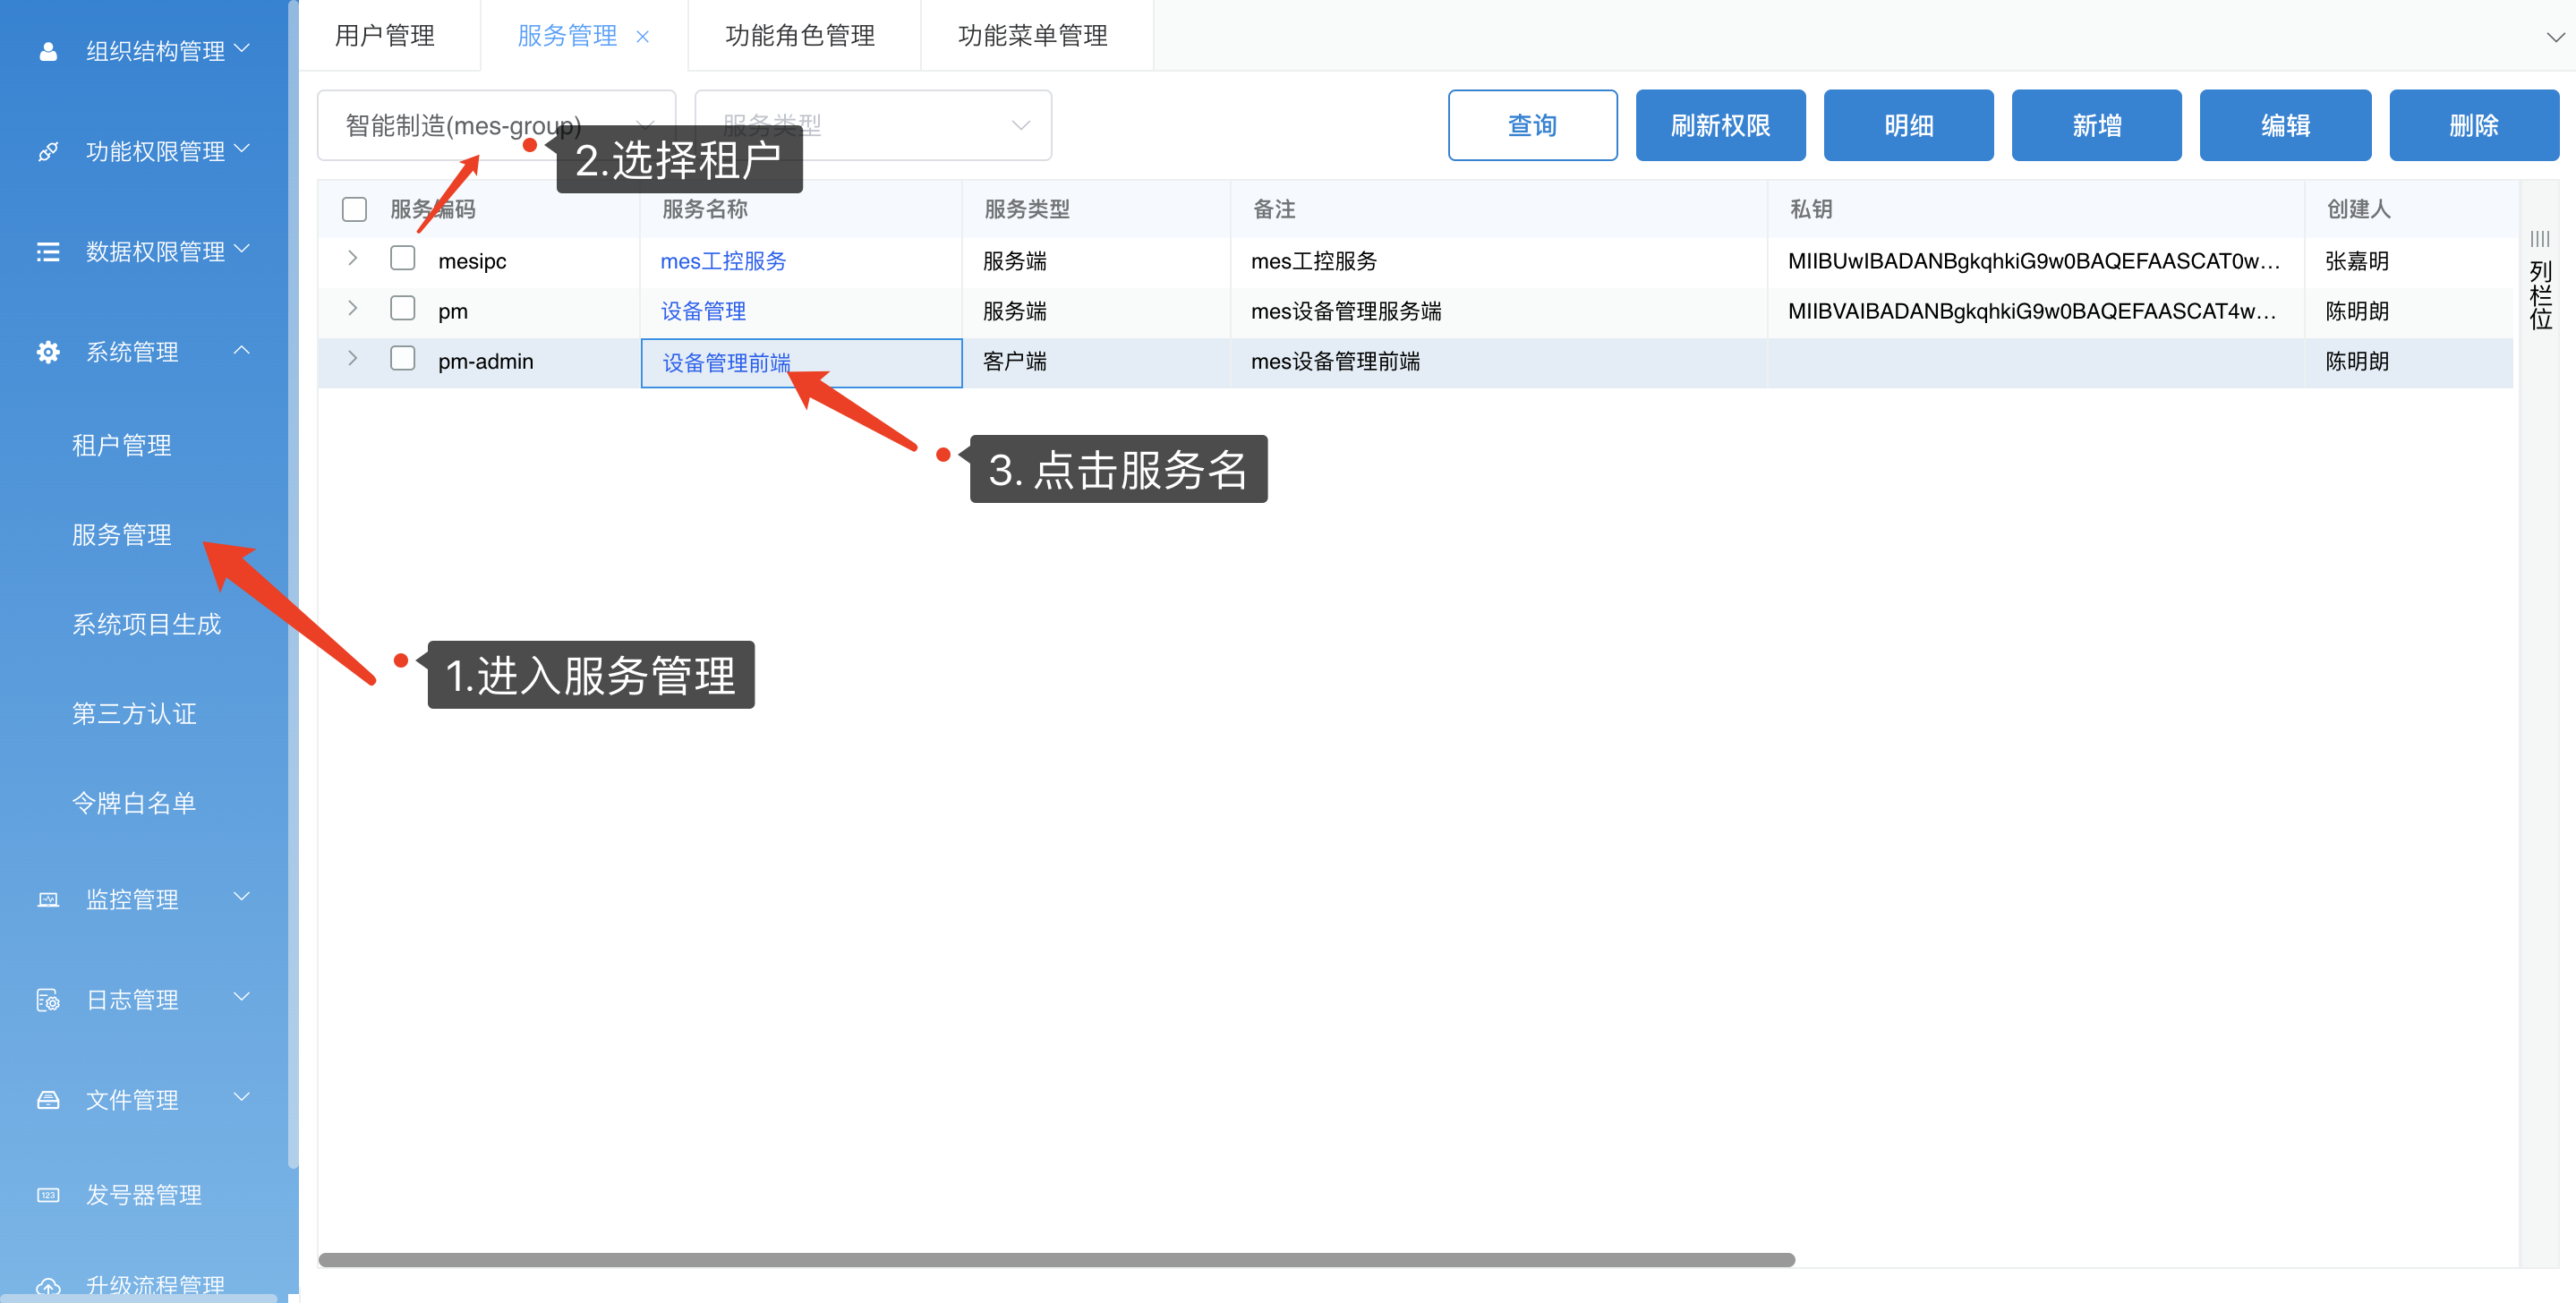 组织结构管理
功能权限管理
数据权限管理
系统管理
租户管理
服务管理
系统项目生成
第三方认证
令牌白名单
监控管理
日志管理
文件管理
123
发号器管理
升级流程管理
用户管理 服务管理 × 功能角色管理 功能菜单管理
智能制造(mes-group) 服务类型 查询 刷新权限 明细 新增 编辑 删除
2.选择租户
服务编码 服务名称 服务类型 备注 私钥 创建人
mesipc mes工控服务 服务端 mes工控服务 MIIBUwIBADANBgkqhkiG9w0BAQEFAASCAT0w... 张嘉明
pm 设备管理 服务端 mes设备管理服务端 MIIBVAIBADANBgkqhkiG9w0BAQEFAASCAT4w... 陈明朗
pm-admin 设备管理前端 客户端 mes设备管理前端 陈明朗
列栏位
3. 点击服务名
1.进入服务管理